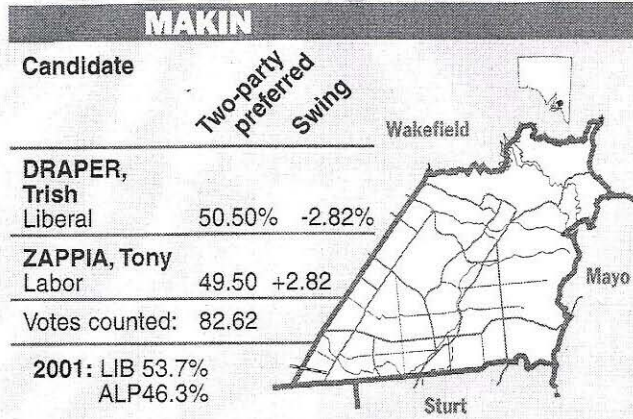 MAKIN
Candidate
Two-party
preferred
Swing
DRAPER,
Trish
Liberal 50.50% -2.82%
ZAPPIA, Tony
Labor 49.50 +2.82
Votes counted: 82.62
2001: LIB 53.7%
ALP46.3%
Wakefield
Mayo
Sturt